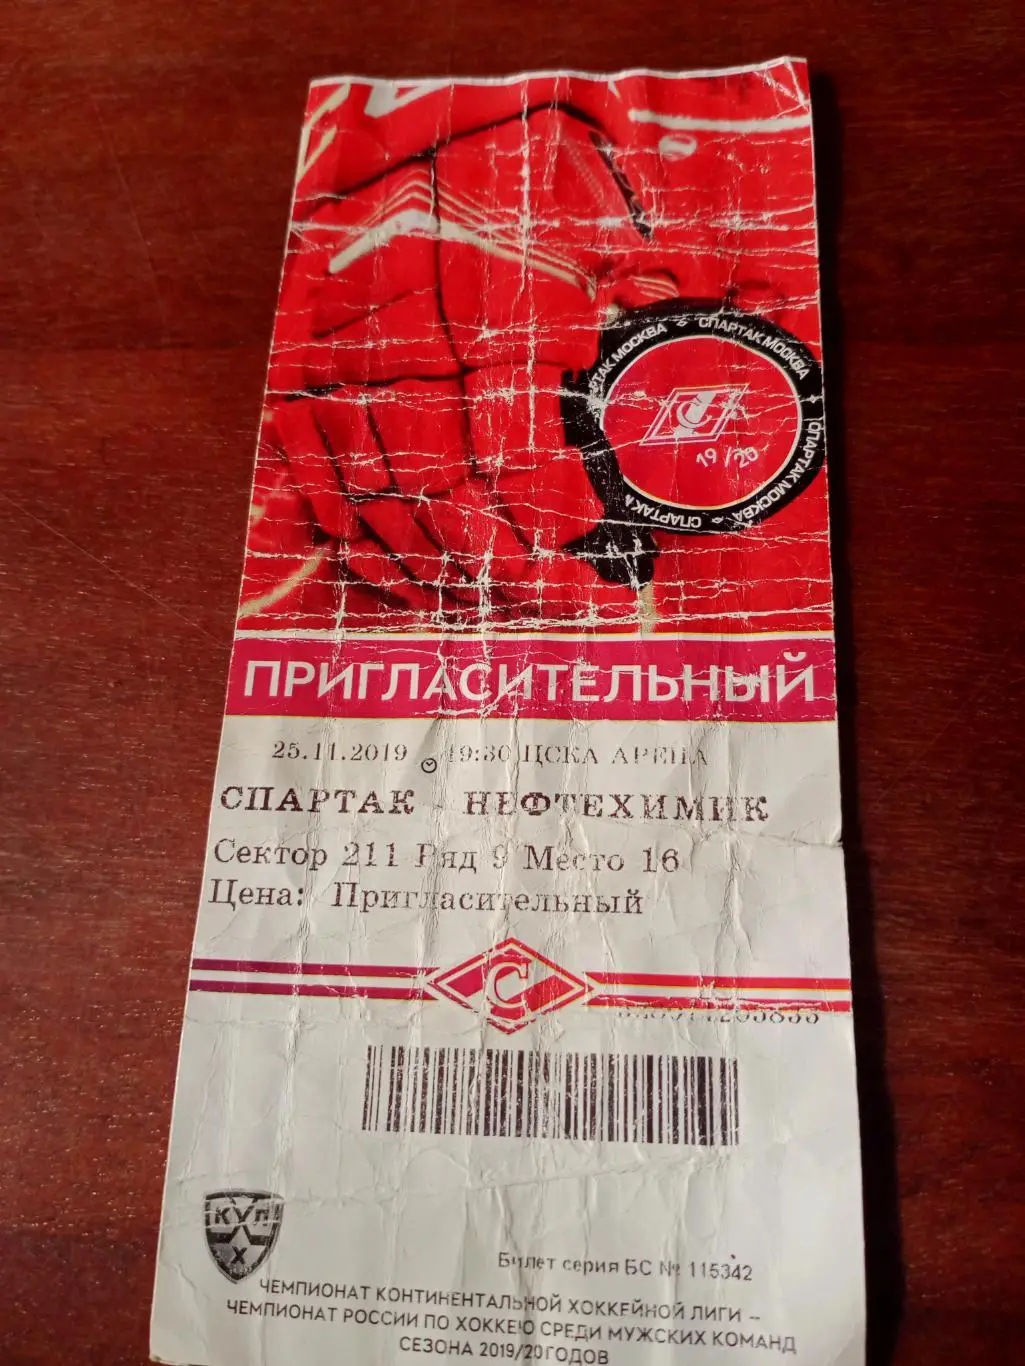 СПАРТАК МОСКВА
СПАРТАК МОСКВА
19/20
ПРИГЛАСИТЕЛЬНЫЙ
25.11.2019 19:30 ЦСКА АРЕНА
СПАРТАК - НЕФТЕХИМИК
Сектор 211 Ряд 9 Место 16
Цена: Пригласительный
С
КХЛ
Билет серия БС № 115342
ЧЕМПИОНАТ КОНТИНЕНТАЛЬНОЙ ХОККЕЙНОЙ ЛИГИ –
ЧЕМПИОНАТ РОССИИ ПО ХОККЕЮ СРЕДИ МУЖСКИХ КОМАНД
СЕЗОНА 2019/20 ГОДОВ